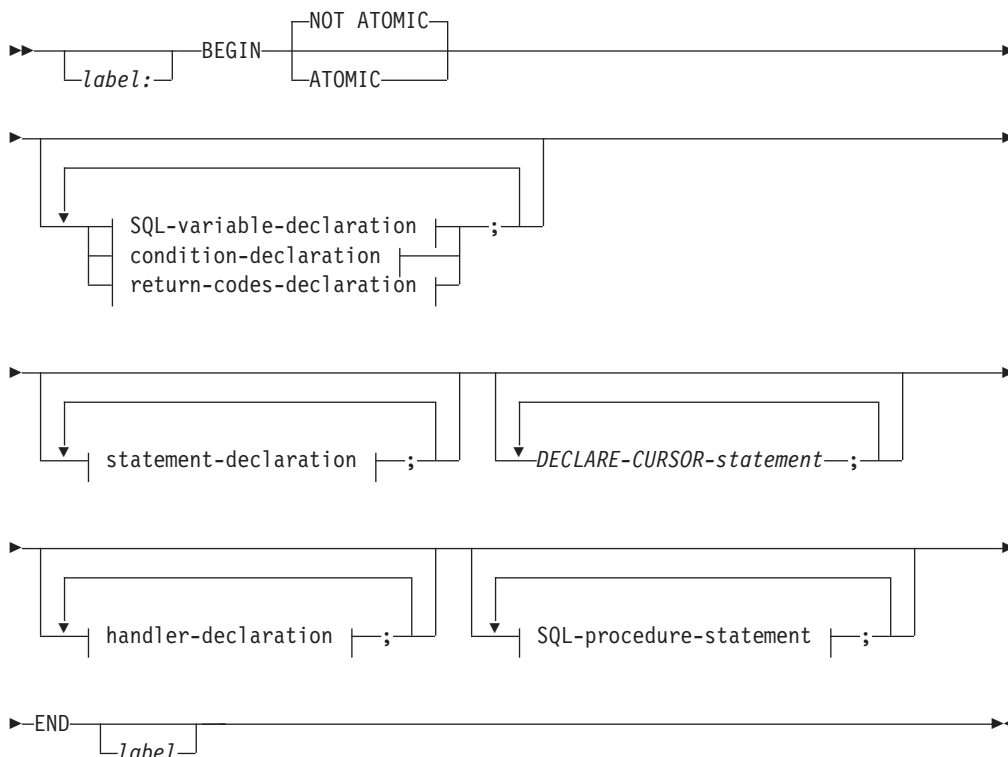 NOT ATOMIC
label: BEGIN
ATOMIC
SQL-variable-declaration ;
condition-declaration
return-codes-declaration
statement-declaration ; DECLARE-CURSOR-statement ;
handler-declaration ; SQL-procedure-statement ;
END
label